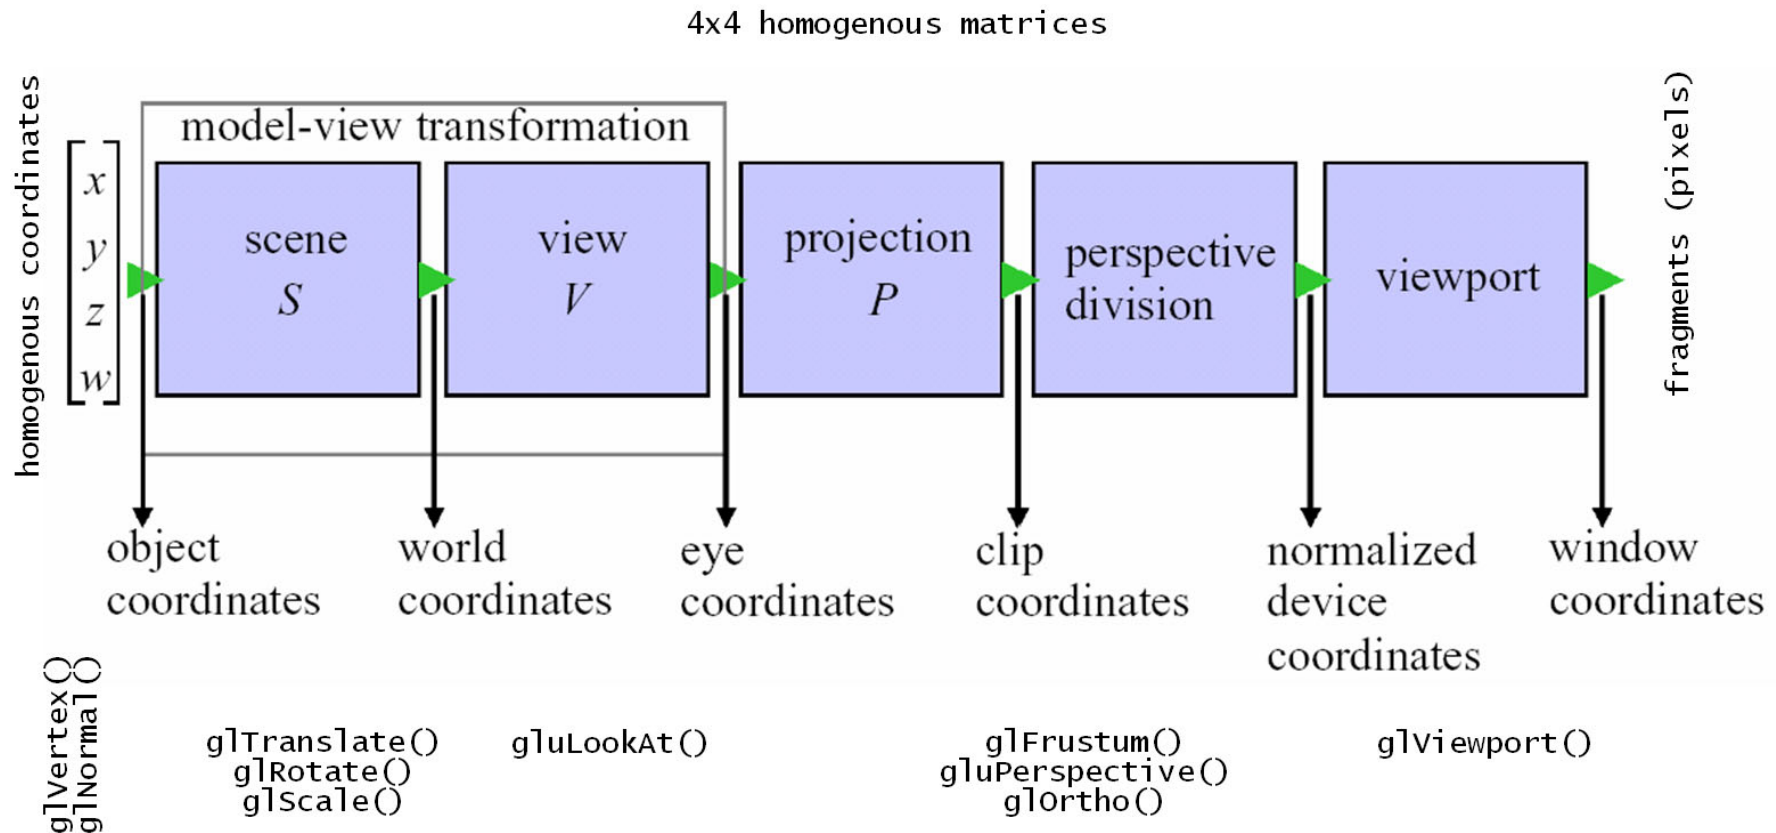 4x4 homogenous matrices
homogenous coordinates
x
y
z
w
model-view transformation
scene
S
view
V
projection
P
perspective
division
viewport
fragments (pixels)
object
coordinates
world
coordinates
eye
coordinates
clip
coordinates
normalized
device
coordinates
window
coordinates
glVertex()
glNormal()
glTranslate()
glRotate()
glScale()
gluLookAt()
glFrustum()
gluPerspective()
glOrtho()
glViewport()